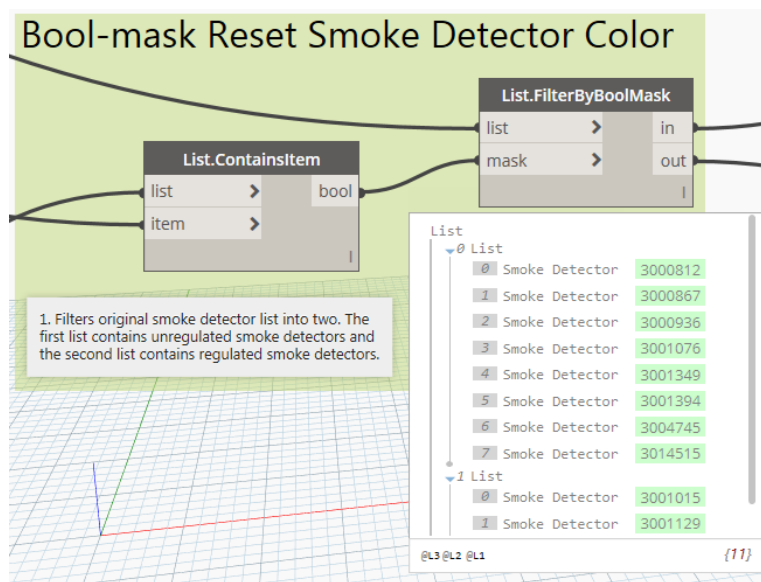 Bool-mask Reset Smoke Detector Color
List.FilterByBoolMask
list > in
mask > out
l
List.ContainsItem
list > bool
item >
l
1. Filters original smoke detector list into two. The
first list contains unregulated smoke detectors and
the second list contains regulated smoke detectors.
List
0 List
0 Smoke Detector 3000812
1 Smoke Detector 3000867
2 Smoke Detector 3000936
3 Smoke Detector 3001076
4 Smoke Detector 3001349
5 Smoke Detector 3001394
6 Smoke Detector 3004745
7 Smoke Detector 3014515
1 List
0 Smoke Detector 3001015
1 Smoke Detector 3001129
@L3 @L2 @L1 {11}